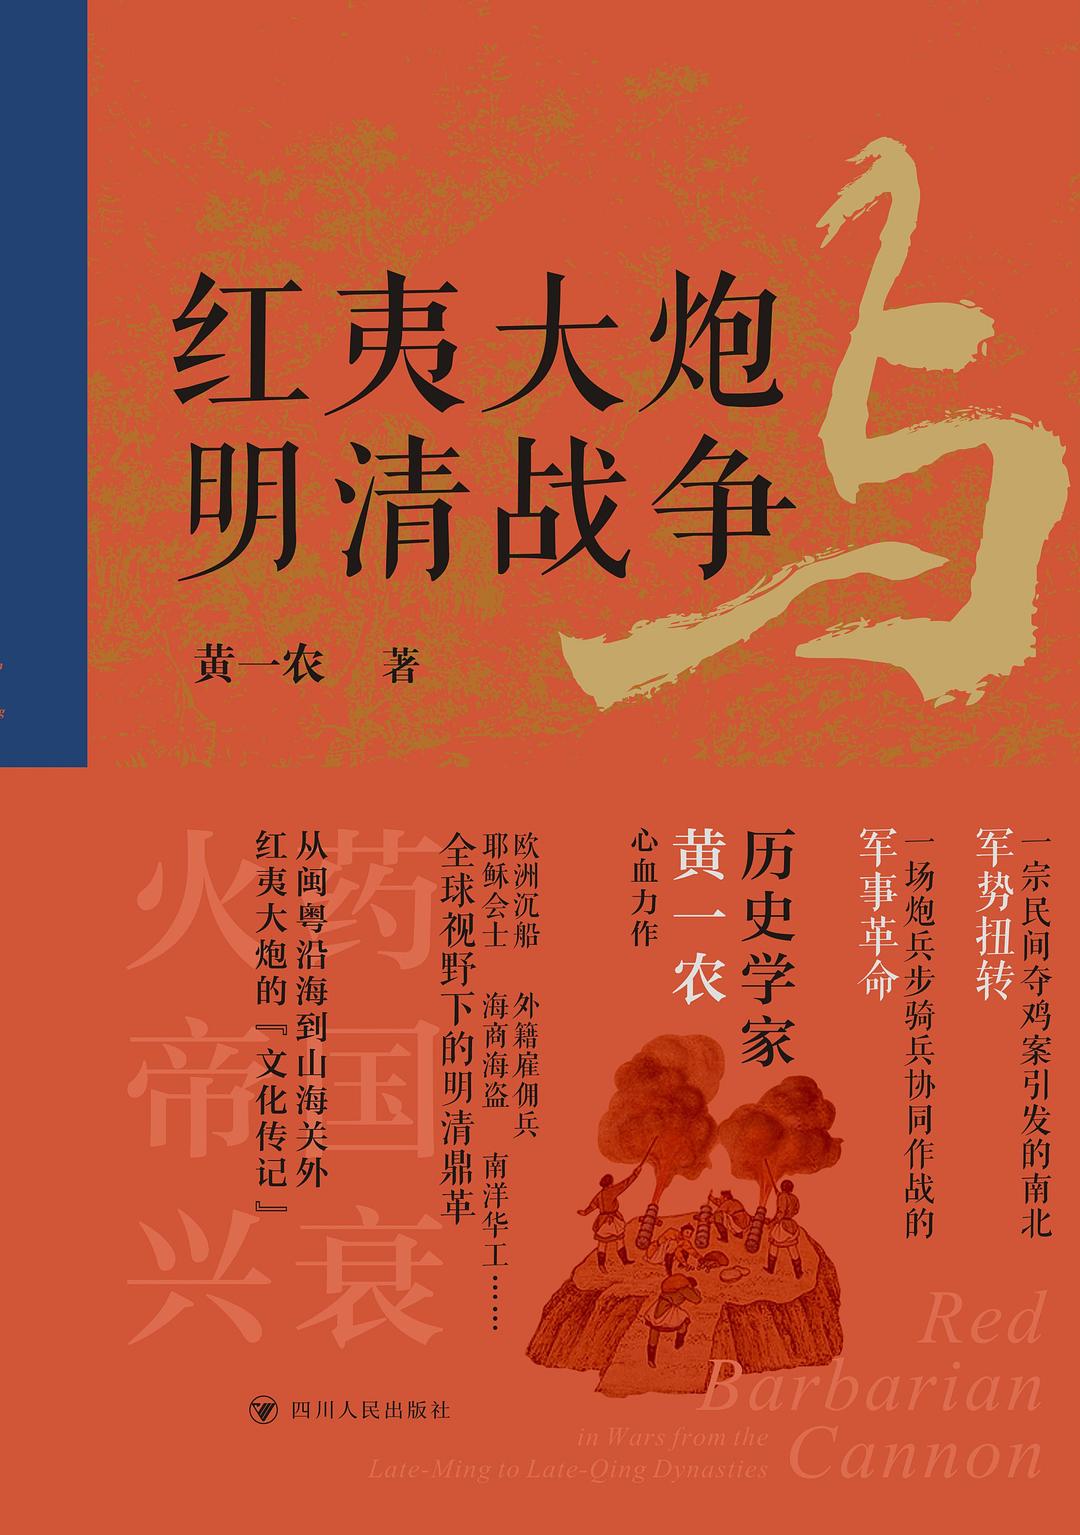 红夷大炮
与
明清战争
黄一农 著
一宗民间夺鸡案引发的南北
军势扭转
一场炮兵步骑兵协同作战的
军事革命
历史学家
黄一农
心血力作
欧洲沉船 外籍雇佣兵
耶稣会士 海商海盗 南洋华工……
全球视野下的明清鼎革
从闽粤沿海到山海关外
红夷大炮的『文化传记』
火药
帝国
兴衰
四川人民出版社
Red
Barbarian
Cannon
in Wars from the
Late-Ming to Late-Qing Dynasties